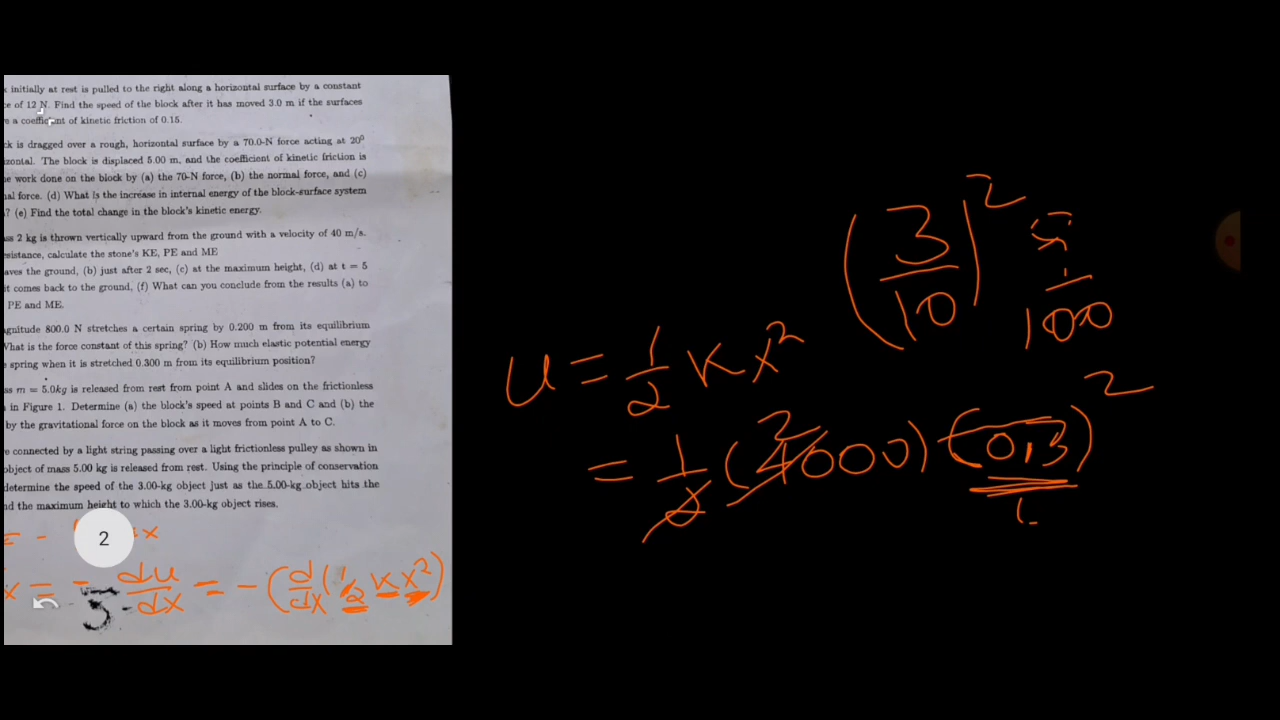 initially at rest is pulled to the right along a horizontal surface by a constant
ce of 12 N. Find the speed of the block after it has moved 3.0 m if the surfaces
a coefficient of kinetic friction of 0.15.
ck is dragged over a rough, horizontal surface by a 70.0-N force acting at 20⁰
izontal. The block is displaced 5.00 m, and the coefficient of kinetic friction is
e work done on the block by (a) the 70-N force, (b) the normal force, and (c)
nal force. (d) What is the increase in internal energy of the block-surface system
? (e) Find the total change in the block's kinetic energy.
ss 2 kg is thrown vertically upward from the ground with a velocity of 40 m/s.
esistance, calculate the stone's KE, PE and ME
aves the ground, (b) just after 2 sec, (c) at the maximum height, (d) at t = 5
it comes back to the ground, (f) What can you conclude from the results (a) to
PE and ME.
agnitude 800.0 N stretches a certain spring by 0.200 m from its equilibrium
What is the force constant of this spring? (b) How much elastic potential energy
spring when it is stretched 0.300 m from its equilibrium position?
as m = 5.0kg is released from rest from point A and slides on the frictionless
in Figure 1. Determine (a) the block's speed at points B and C and (b) the
by the gravitational force on the block as it moves from point A to C.
e connected by a light string passing over a light frictionless pulley as shown in
object of mass 5.00 kg is released from rest. Using the principle of conservation
determine the speed of the 3.00-kg object just as the 5.00-kg object hits the
nd the maximum height to which the 3.00-kg object rises.
2
x = - du/dx = - (d/dx (1/2 k x²)
5
(3/10)²
100
U = 1/2 K x²
= 1/2 (4000) (0.3)²
2